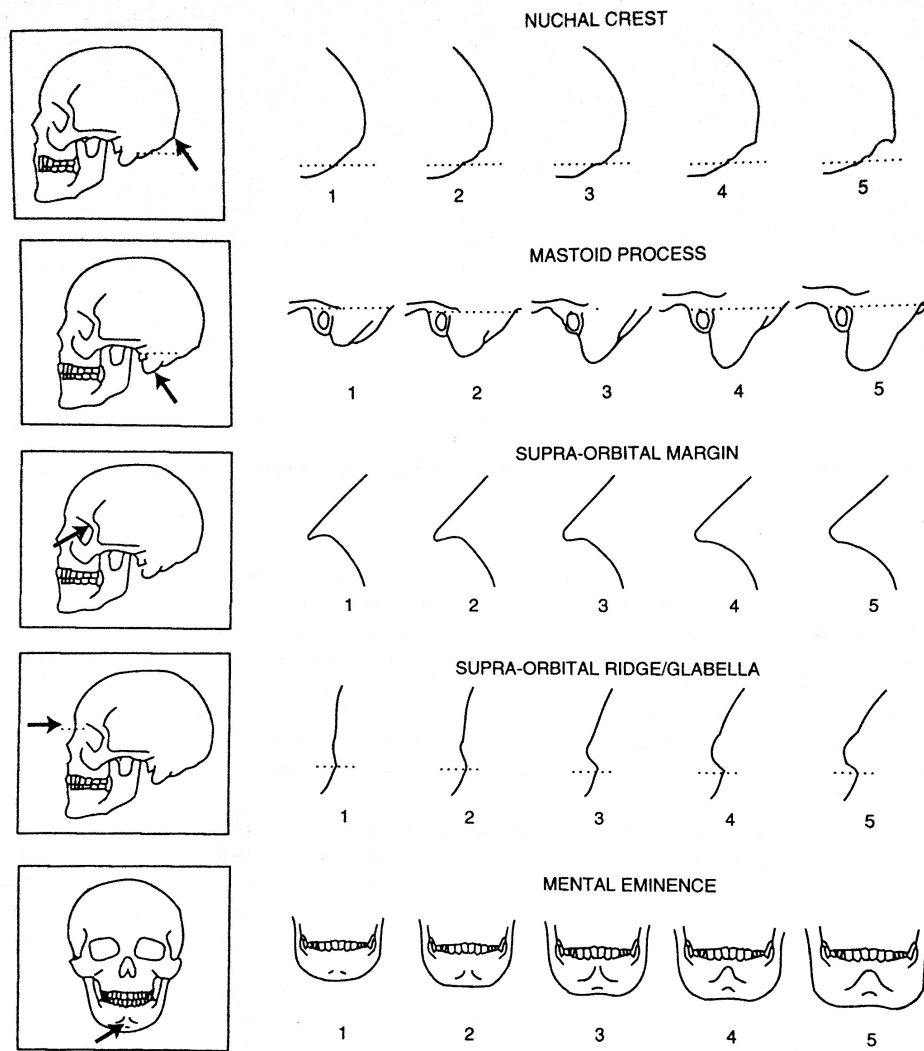 NUCHAL CREST
1 2 3 4 5
MASTOID PROCESS
1 2 3 4 5
SUPRA-ORBITAL MARGIN
1 2 3 4 5
SUPRA-ORBITAL RIDGE/GLABELLA
1 2 3 4 5
MENTAL EMINENCE
1 2 3 4 5